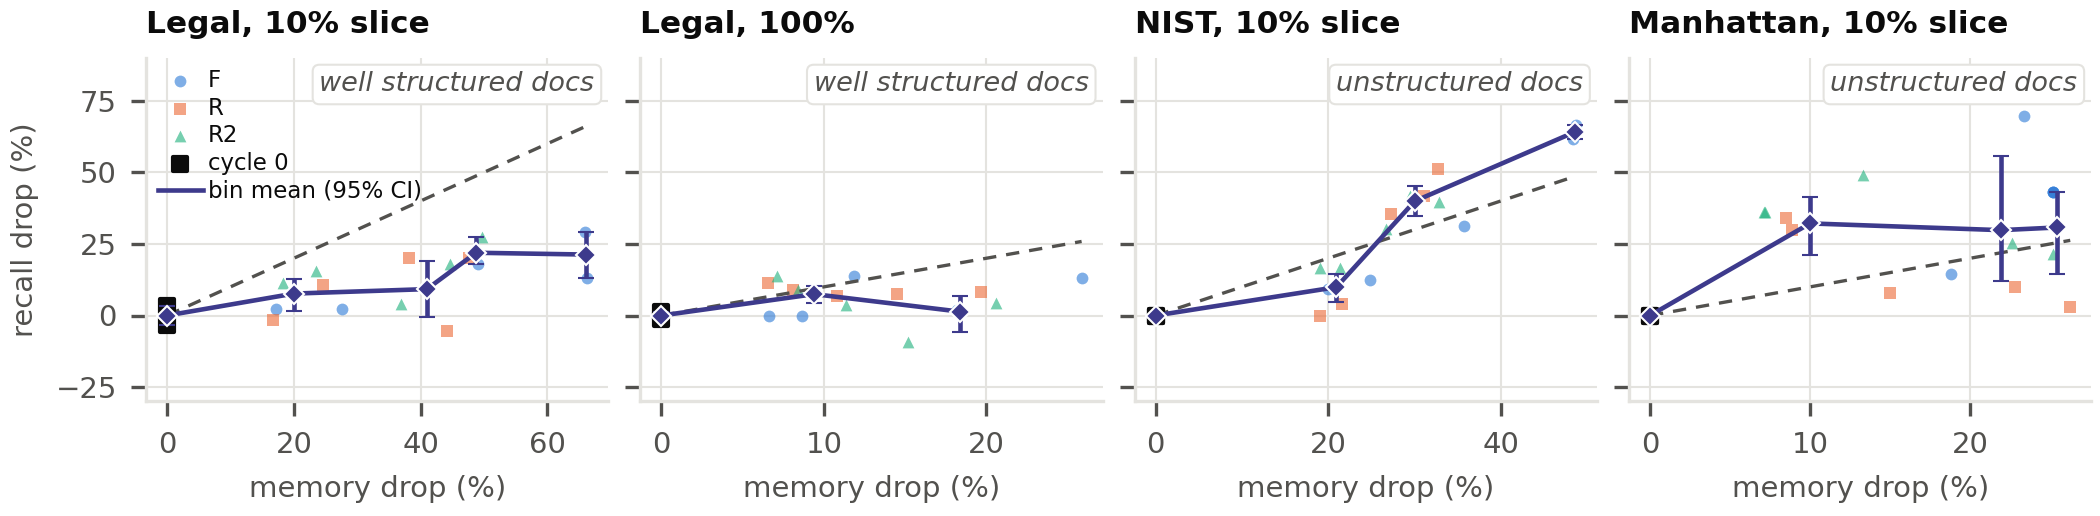 Legal, 10% slice
Legal, 100%
NIST, 10% slice
Manhattan, 10% slice
well structured docs
well structured docs
unstructured docs
unstructured docs
F
R
R2
cycle 0
bin mean (95% CI)
recall drop (%)
75
50
25
0
−25
0 20 40 60
0 10 20
0 20 40
0 10 20
memory drop (%)
memory drop (%)
memory drop (%)
memory drop (%)